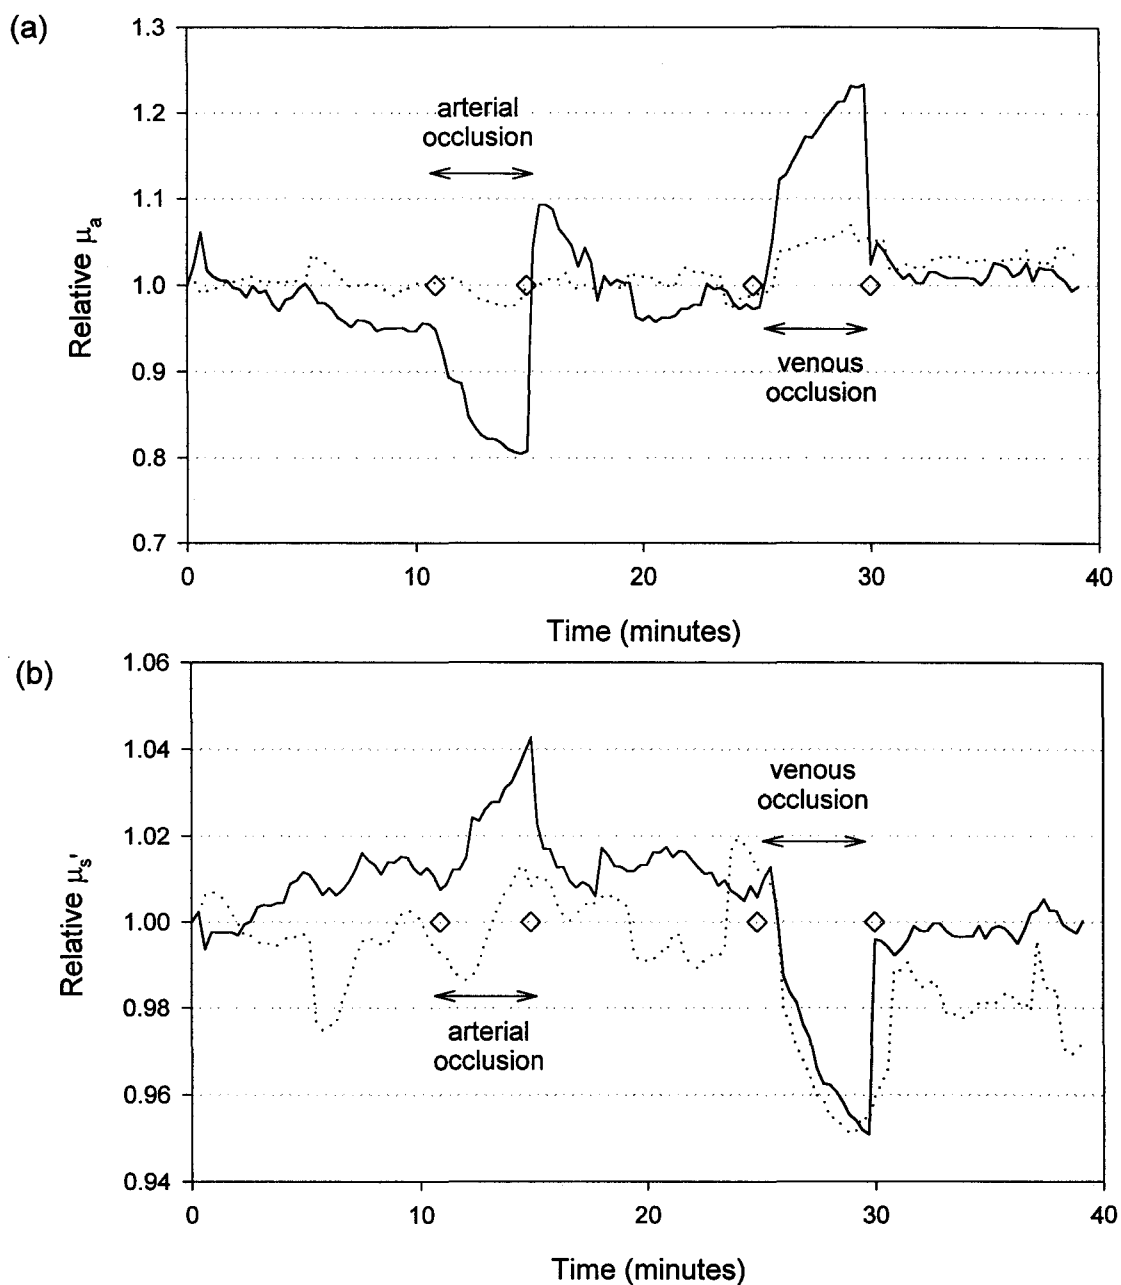 (a)
1.3
1.2
1.1
1.0
0.9
0.8
0.7
Relative μa
arterial
occlusion
venous
occlusion
0 10 20 30 40
Time (minutes)
(b)
1.06
1.04
1.02
1.00
0.98
0.96
0.94
Relative μs'
venous
occlusion
arterial
occlusion
0 10 20 30 40
Time (minutes)